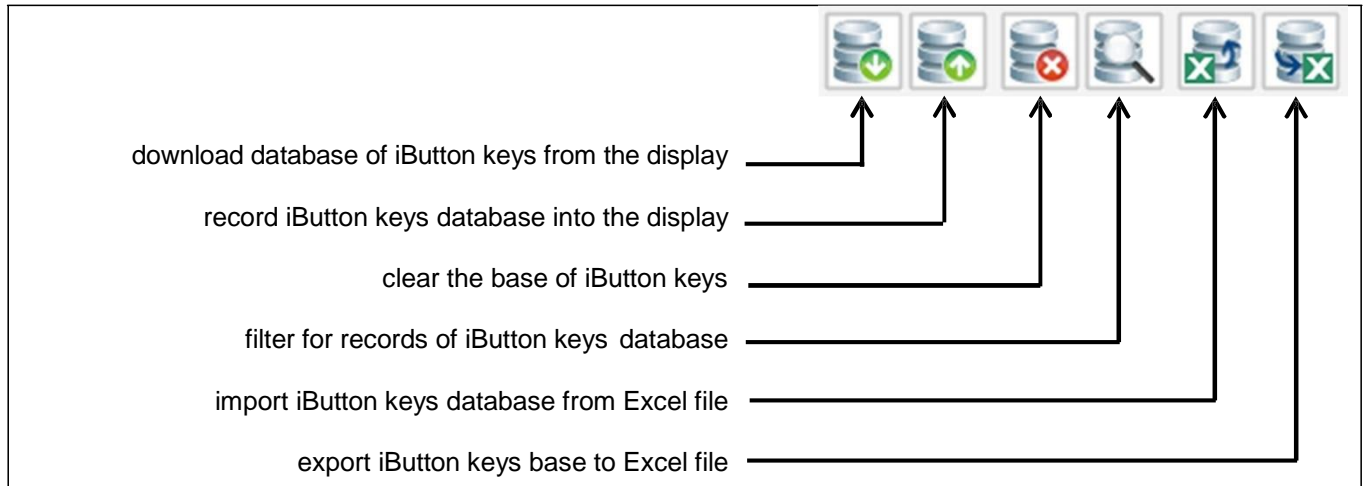 download database of iButton keys from the display
record iButton keys database into the display
clear the base of iButton keys
filter for records of iButton keys database
import iButton keys database from Excel file
export iButton keys base to Excel file